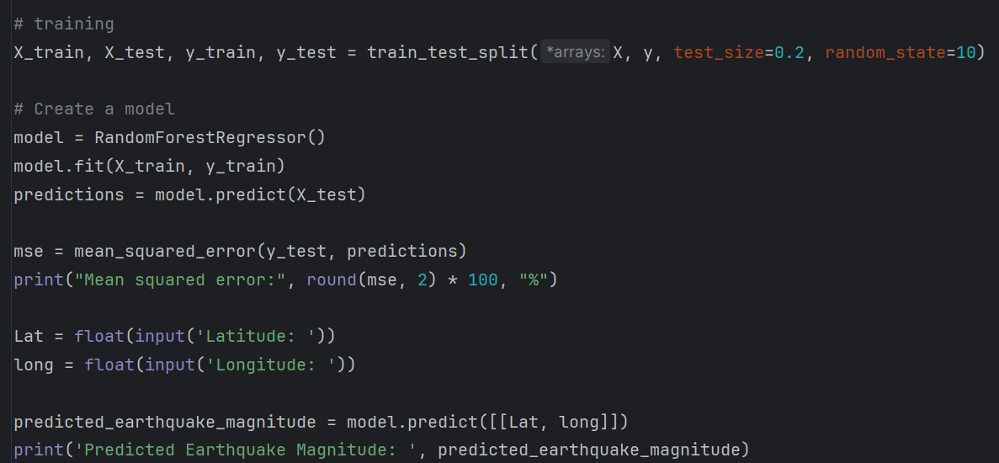 # training
X_train, X_test, y_train, y_test = train_test_split( *arrays: X, y, test_size=0.2, random_state=10)
# Create a model
model = RandomForestRegressor()
model.fit(X_train, y_train)
predictions = model.predict(X_test)
mse = mean_squared_error(y_test, predictions)
print("Mean squared error:", round(mse, 2) * 100, "%")
Lat = float(input('Latitude: '))
long = float(input('Longitude: '))
predicted_earthquake_magnitude = model.predict([[Lat, long]])
print('Predicted Earthquake Magnitude: ', predicted_earthquake_magnitude)